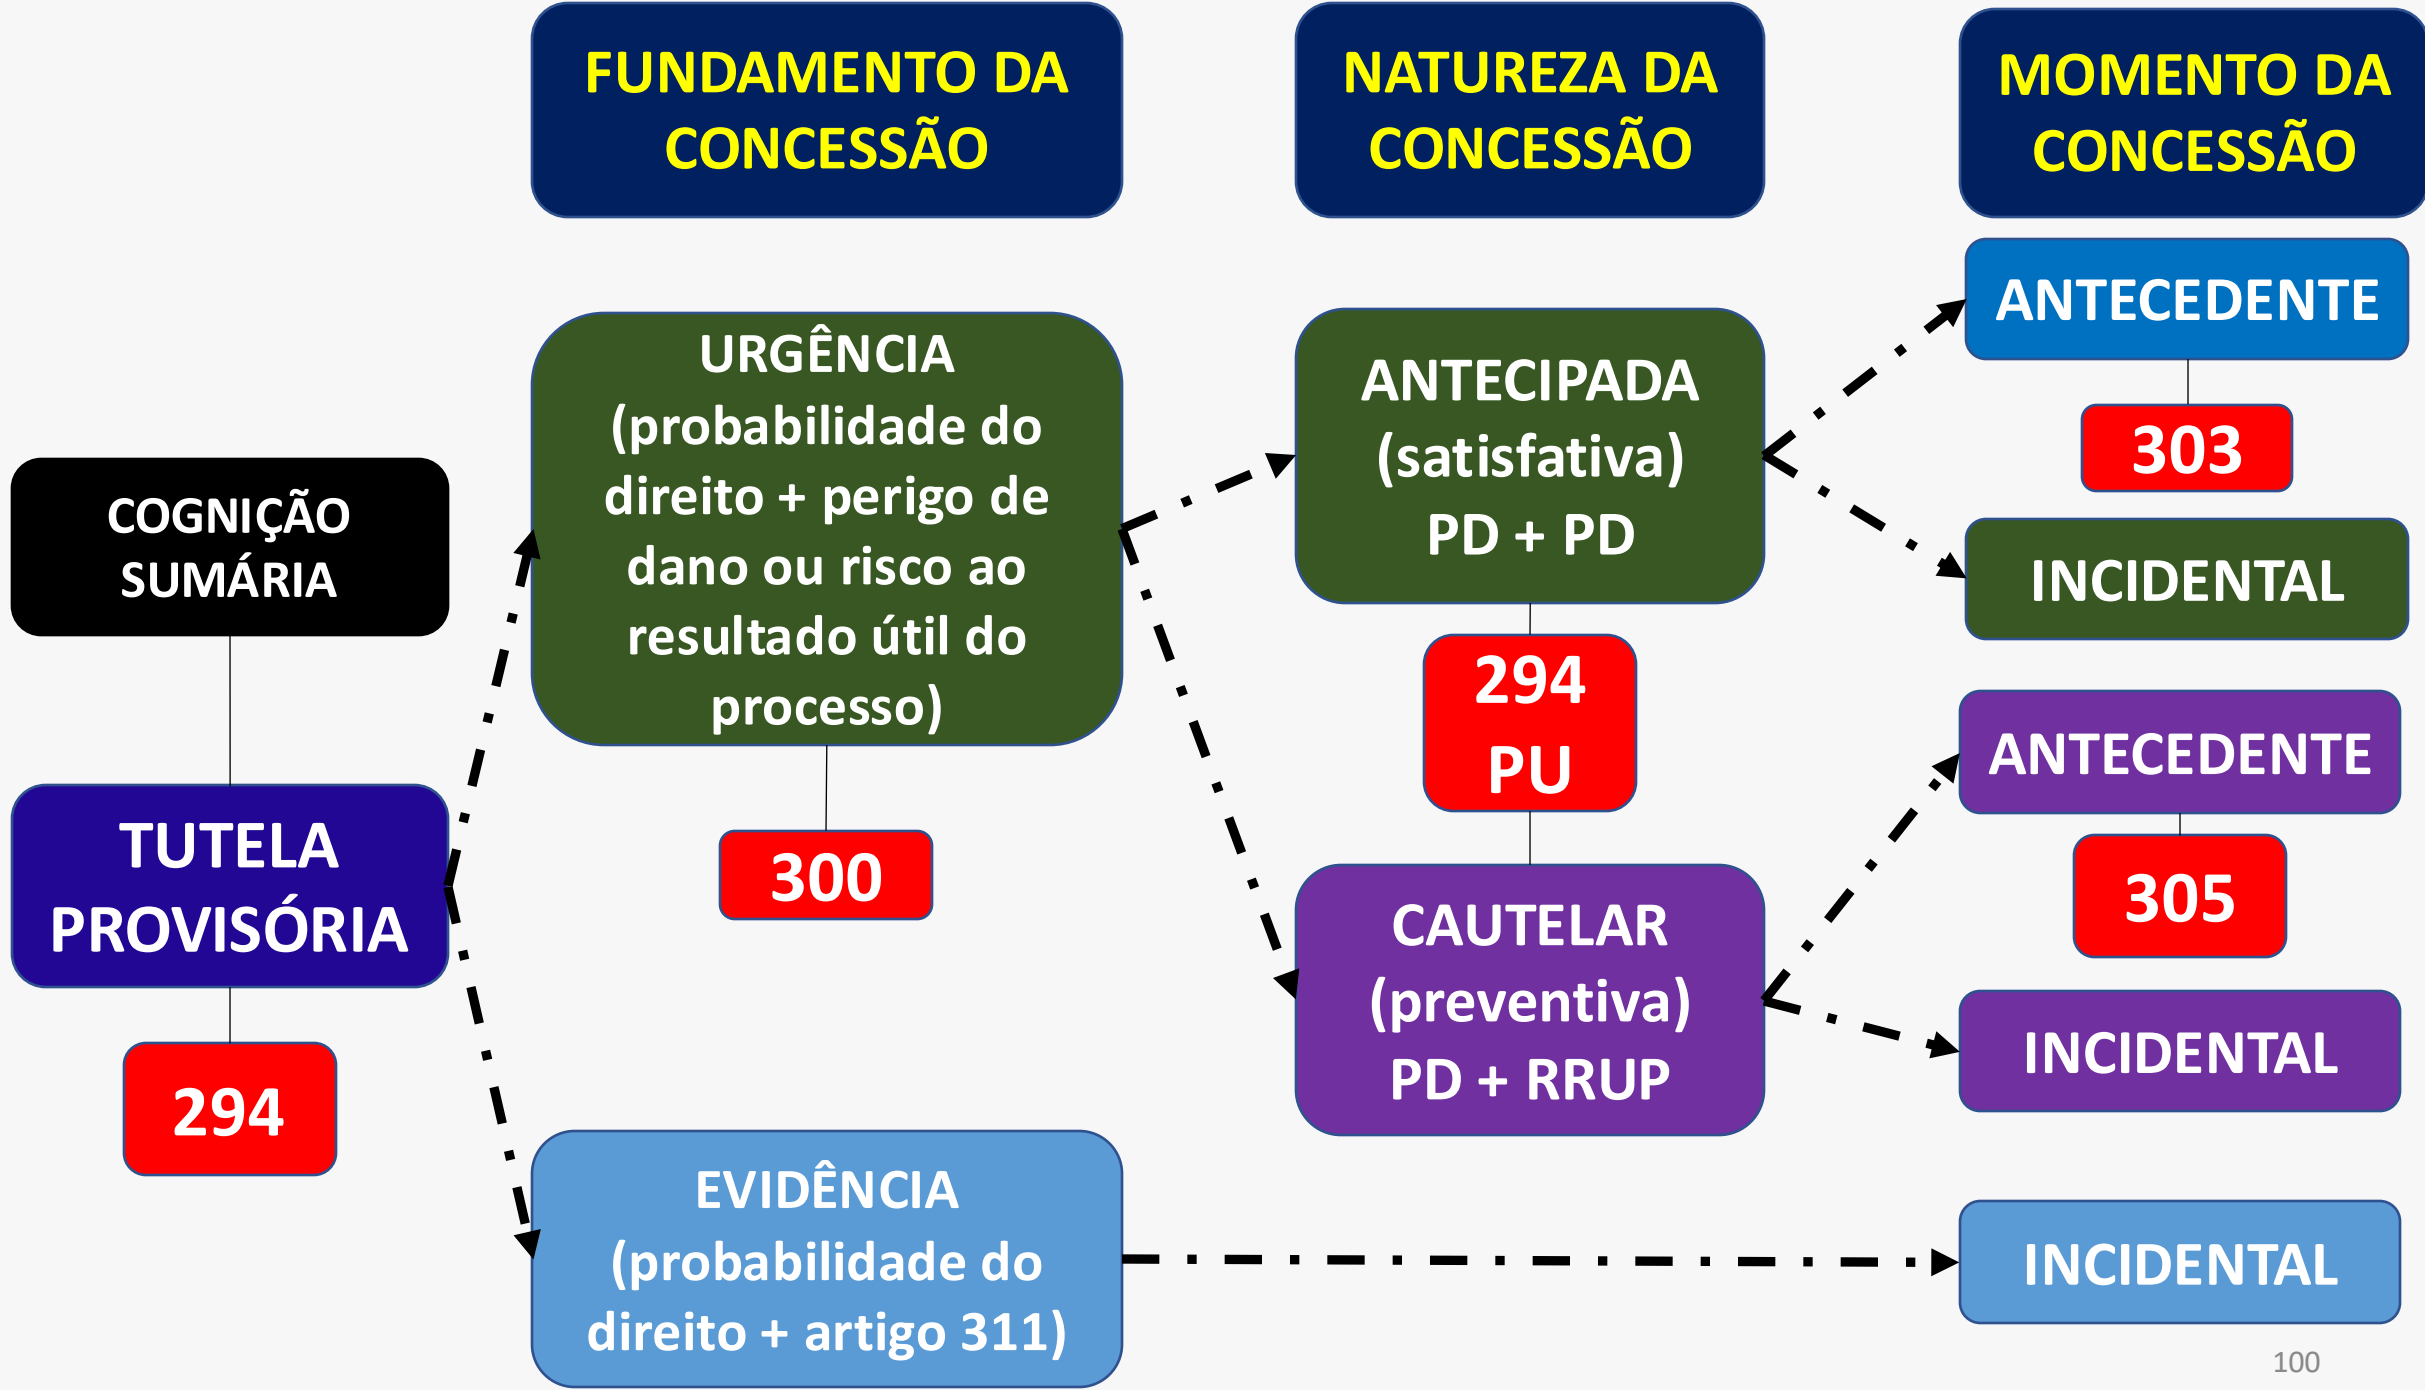 FUNDAMENTO DA
CONCESSÃO
NATUREZA DA
CONCESSÃO
MOMENTO DA
CONCESSÃO
COGNIÇÃO
SUMÁRIA
TUTELA
PROVISÓRIA
294
URGÊNCIA
(probabilidade do
direito + perigo de
dano ou risco ao
resultado útil do
processo)
300
EVIDÊNCIA
(probabilidade do
direito + artigo 311)
ANTECIPADA
(satisfativa)
PD + PD
294
PU
CAUTELAR
(preventiva)
PD + RRUP
ANTECEDENTE
303
INCIDENTAL
ANTECEDENTE
305
INCIDENTAL
INCIDENTAL
100